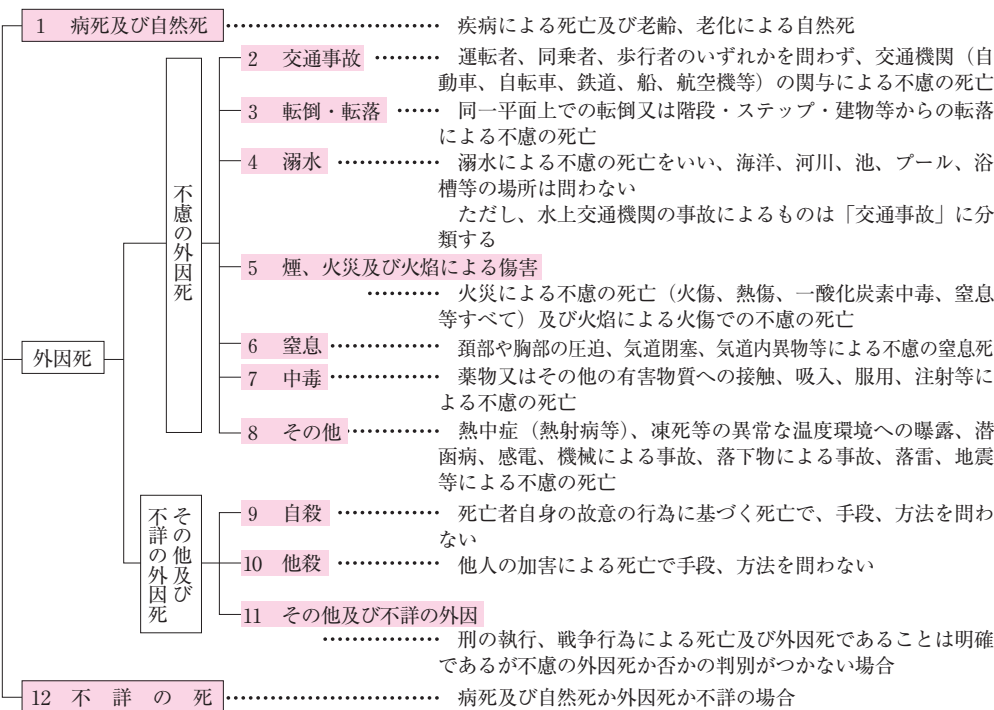 1 病死及び自然死 …………………………… 疾病による死亡及び老齢、老化による自然死
不慮の外因死
2 交通事故 ……… 運転者、同乗者、歩行者のいずれかを問わず、交通機関（自
動車、自転車、鉄道、船、航空機等）の関与による不慮の死亡
3 転倒・転落 …… 同一平面上での転倒又は階段・ステップ・建物等からの転落
による不慮の死亡
4 溺水 …………… 溺水による不慮の死亡をいい、海洋、河川、池、プール、浴
槽等の場所は問わない
ただし、水上交通機関の事故によるものは「交通事故」に分
類する
5 煙、火災及び火焔による傷害
……… 火災による不慮の死亡（火傷、熱傷、一酸化炭素中毒、窒息
等すべて）及び火焔による火傷での不慮の死亡
外因死
6 窒息 …………… 頚部や胸部の圧迫、気道閉塞、気道内異物等による不慮の窒息死
7 中毒 …………… 薬物又はその他の有害物質への接触、吸入、服用、注射等に
よる不慮の死亡
8 その他 ………… 熱中症（熱射病等）、凍死等の異常な温度環境への曝露、潜
函病、感電、機械による事故、落下物による事故、落雷、地震
等による不慮の死亡
その他及び
不詳の外因死
9 自殺 …………… 死亡者自身の故意の行為に基づく死亡で、手段、方法を問わ
ない
10 他殺 …………… 他人の加害による死亡で手段、方法を問わない
11 その他及び不詳の外因
…………… 刑の執行、戦争行為による死亡及び外因死であることは明確
であるが不慮の外因死か否かの判別がつかない場合
12 不詳の死 …………………………… 病死及び自然死か外因死か不詳の場合